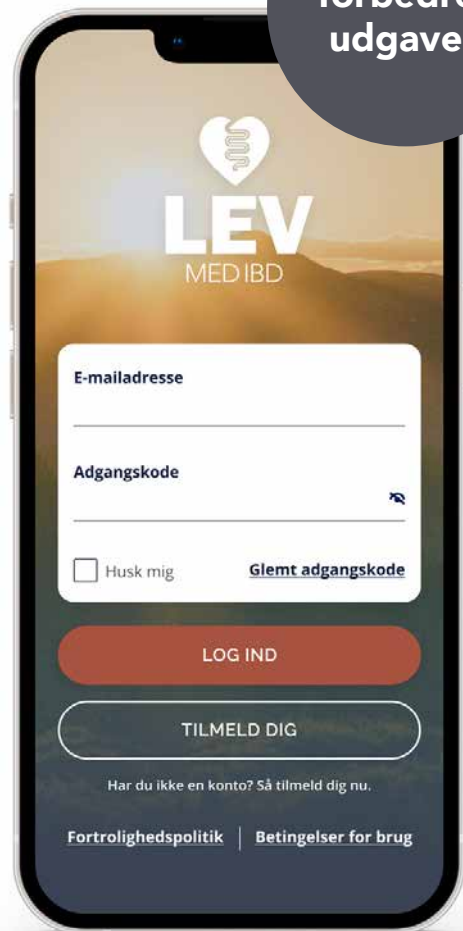 udgave
LEV
MED IBD
E-mailadresse
Adgangskode
Husk mig
Glemt adgangskode
LOG IND
TILMELD DIG
Har du ikke en konto? Så tilmeld dig nu.
Fortrolighedspolitik | Betingelser for brug